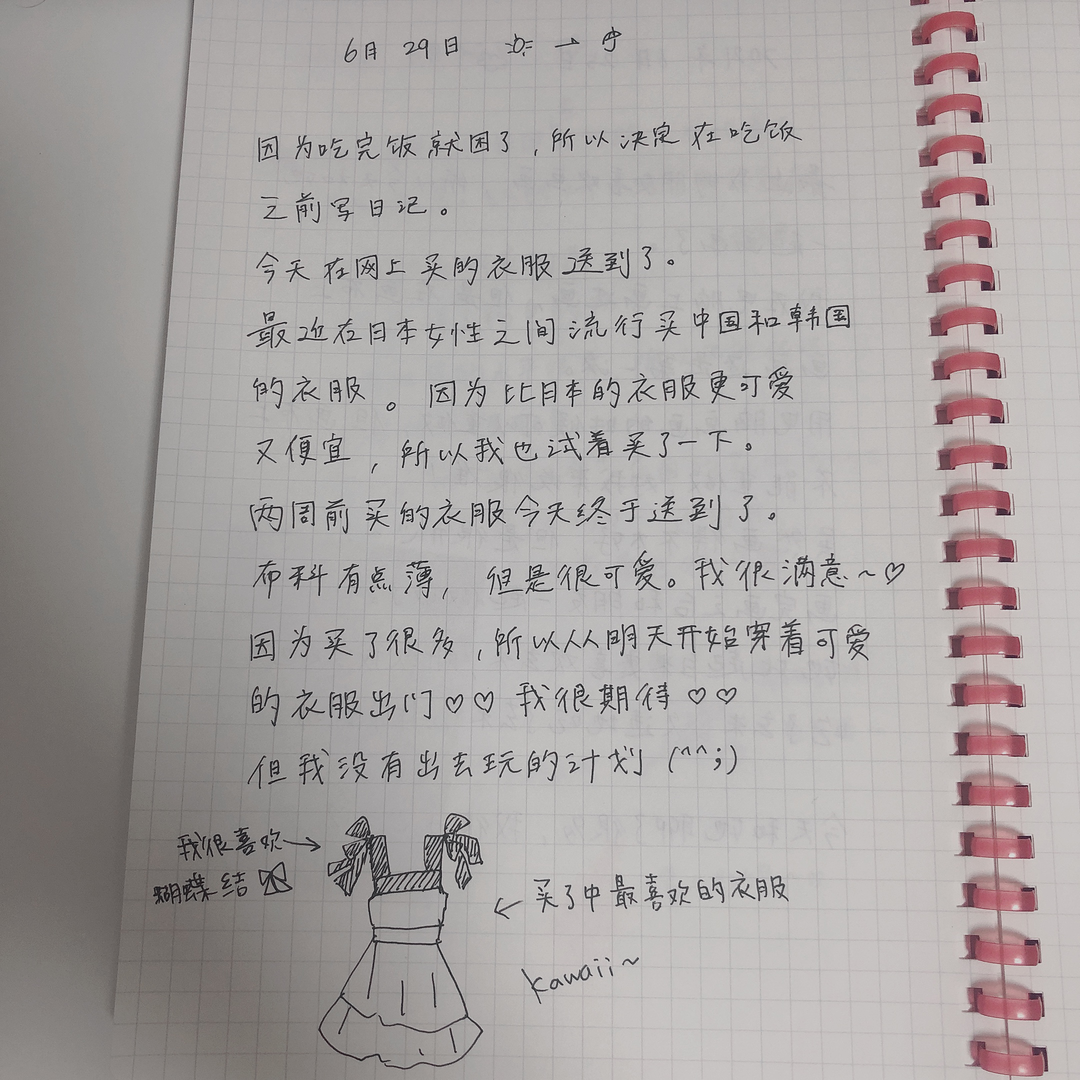 6月 29日 → 
因为吃完饭就困了,所以决定在吃饭
之前写日记。
今天在网上买的衣服送到了。
最近在日本女性之间流行买中国和韩国
的衣服。因为比日本的衣服更可爱
又便宜,所以我也试着买了一下。
两周前买的衣服今天终于送到了。
布料有点薄,但是很可爱。我很满意~♡
因为买了很多,所以从明天开始穿着可爱
的衣服出门♡♡ 我很期待♡♡
但我没有出去玩的计划 (^^;)
我很喜欢→
蝴蝶结
← 买了中最喜欢的衣服
kawaii~